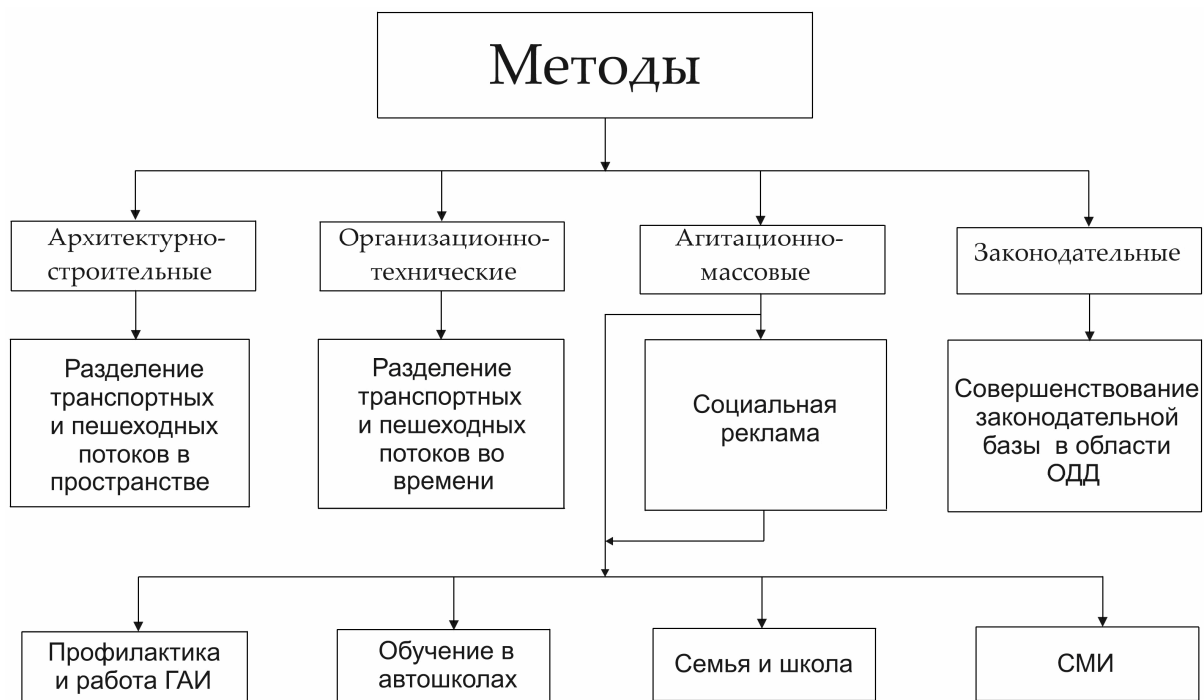 Методы
Архитектурно-
строительные
Организационно-
технические
Агитационно-
массовые
Законодательные
Разделение
транспортных
и пешеходных
потоков в
пространстве
Разделение
транспортных
и пешеходных
потоков во
времени
Социальная
реклама
Совершенствование
законодательной
базы в области
ОДД
Профилактика
и работа ГАИ
Обучение в
автошколах
Семья и школа
СМИ